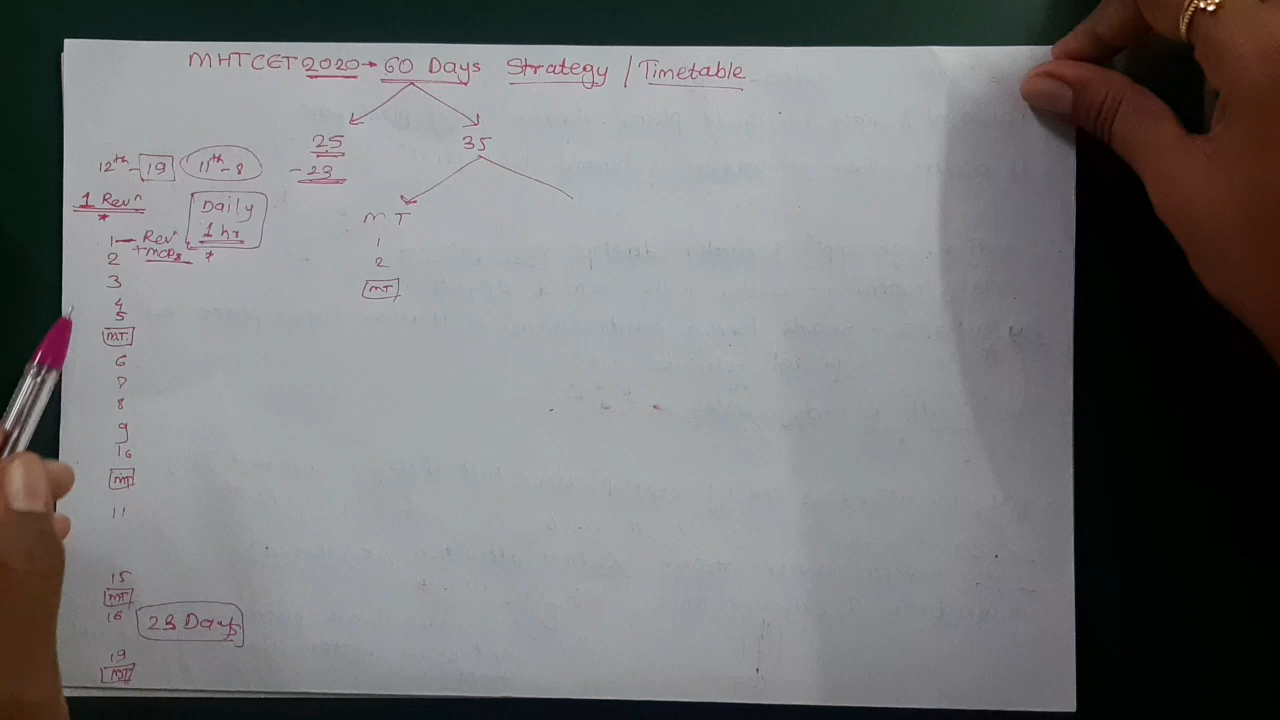 MHTCET 2020 → 60 Days Strategy / Timetable
25 35
12th - 19 11th - 8 - 23
1 Revⁿ Daily
1 hr
MT
1 - Revⁿ
+ MCQs
2
3
4
5
MT
6
7
8
9
10
MT
11
15
MT
16
23 Days
19
MT
1
2
MT